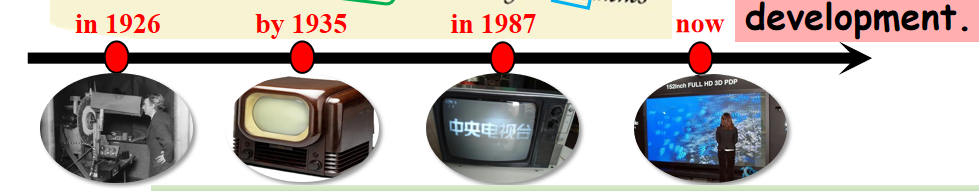 development.
in 1926
by 1935
in 1987
now
中央电视台
152inch FULL HD 3D PDP